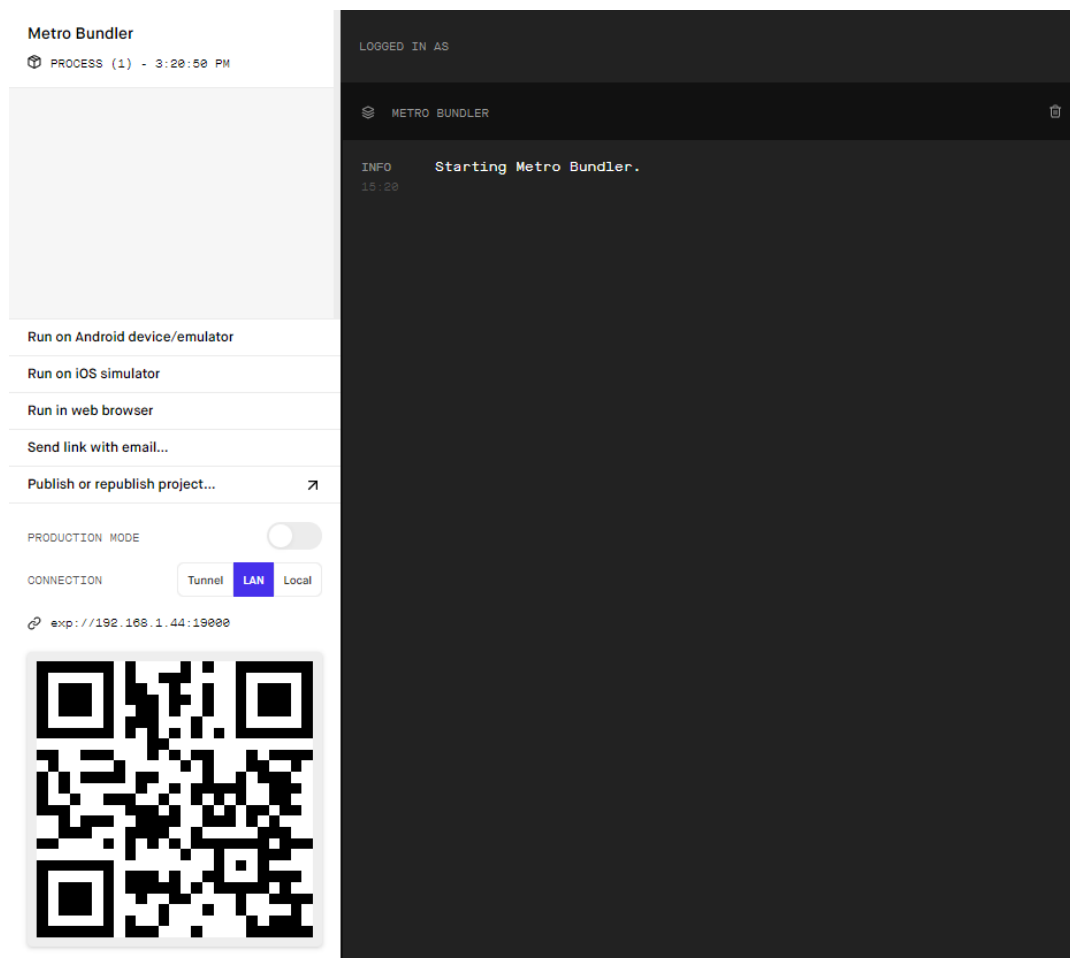 Metro Bundler
PROCESS (1) - 3:20:50 PM
Run on Android device/emulator
Run on iOS simulator
Run in web browser
Send link with email...
Publish or republish project...
PRODUCTION MODE
CONNECTION Tunnel LAN Local
exp://192.168.1.44:19000
LOGGED IN AS
METRO BUNDLER
INFO Starting Metro Bundler.
15:20